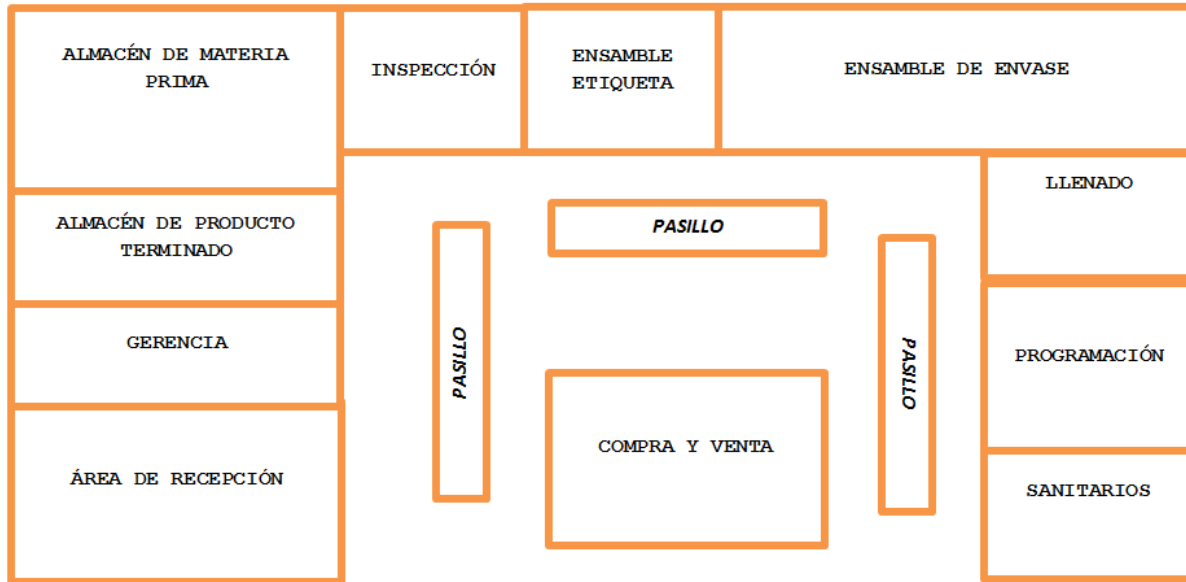 ALMACÉN DE MATERIA
PRIMA
INSPECCIÓN
ENSAMBLE
ETIQUETA
ENSAMBLE DE ENVASE
LLENADO
ALMACÉN DE PRODUCTO
TERMINADO
PASILLO
GERENCIA
PASILLO
PASILLO
PROGRAMACIÓN
COMPRA Y VENTA
ÁREA DE RECEPCIÓN
SANITARIOS